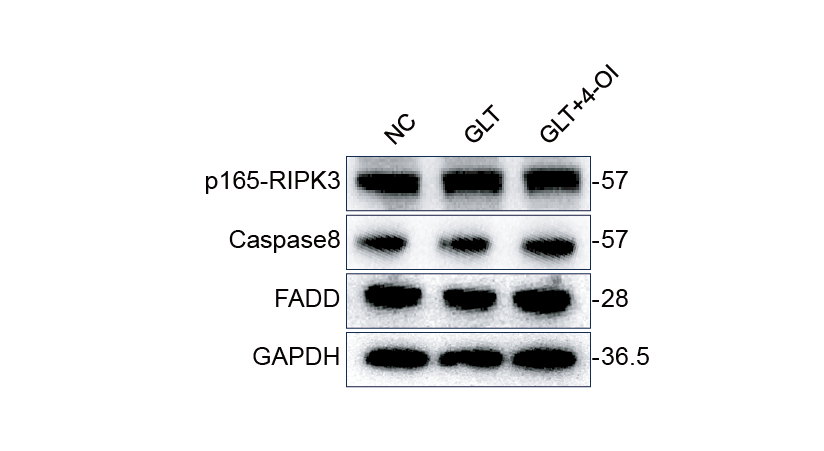 NC GLT GLT+4-OI
p165-RIPK3 -57
Caspase8 -57
FADD -28
GAPDH -36.5